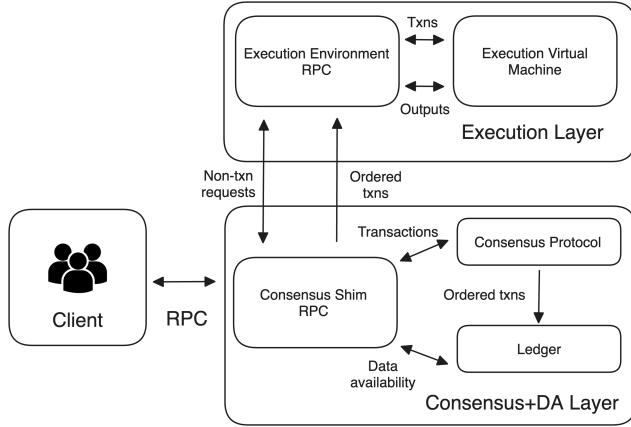 Txns
Execution Environment
RPC
Execution Virtual
Machine
Outputs
Execution Layer
Non-txn
requests
Ordered
txns
Transactions
Consensus Protocol
Consensus Shim
RPC
Ordered txns
Client
RPC
Ledger
Data
availability
Consensus+DA Layer